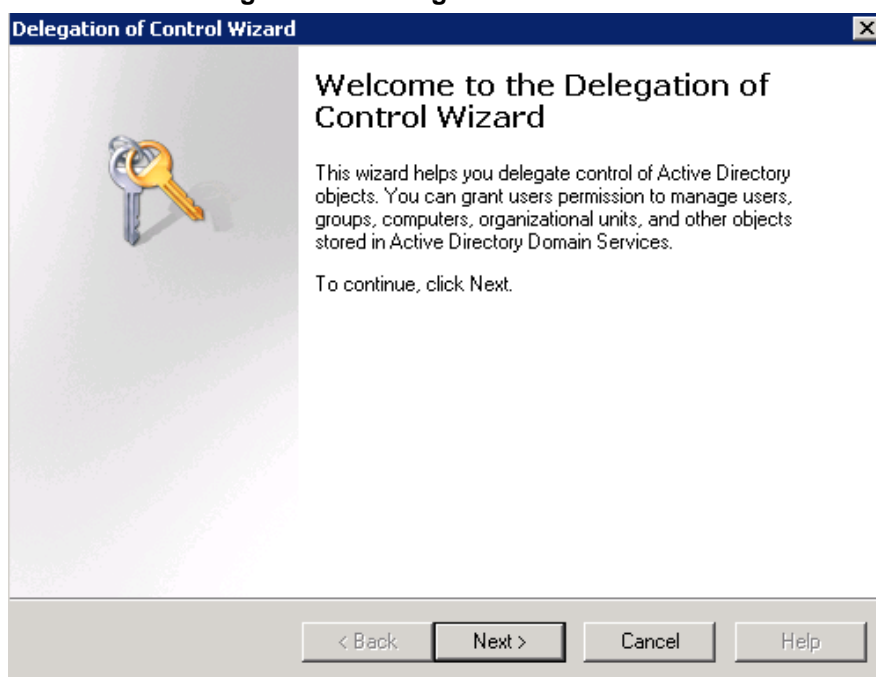 Delegation of Control Wizard
Welcome to the Delegation of
Control Wizard
This wizard helps you delegate control of Active Directory
objects. You can grant users permission to manage users,
groups, computers, organizational units, and other objects
stored in Active Directory Domain Services.
To continue, click Next.
< Back Next > Cancel Help